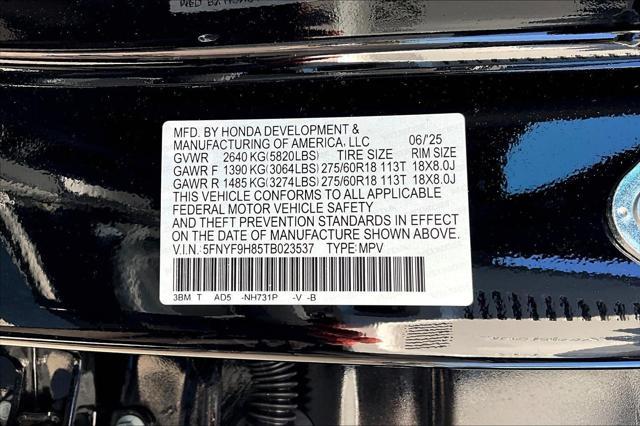 MFD. BY HONDA DEVELOPMENT &
MANUFACTURING OF AMERICA, LLC 06/'25
GVWR 2640 KG(5820LBS) TIRE SIZE RIM SIZE
GAWR F 1390 KG(3064LBS) 275/60R18 113T 18X8.0J
GAWR R 1485 KG(3274LBS) 275/60R18 113T 18X8.0J
THIS VEHICLE CONFORMS TO ALL APPLICABLE
FEDERAL MOTOR VEHICLE SAFETY
AND THEFT PREVENTION STANDARDS IN EFFECT
ON THE DATE OF MANUFACTURE SHOWN ABOVE.
V.I.N.: 5FNYF9H85TB023537 TYPE: MPV
3BM T AD5 -NH731P -V -B